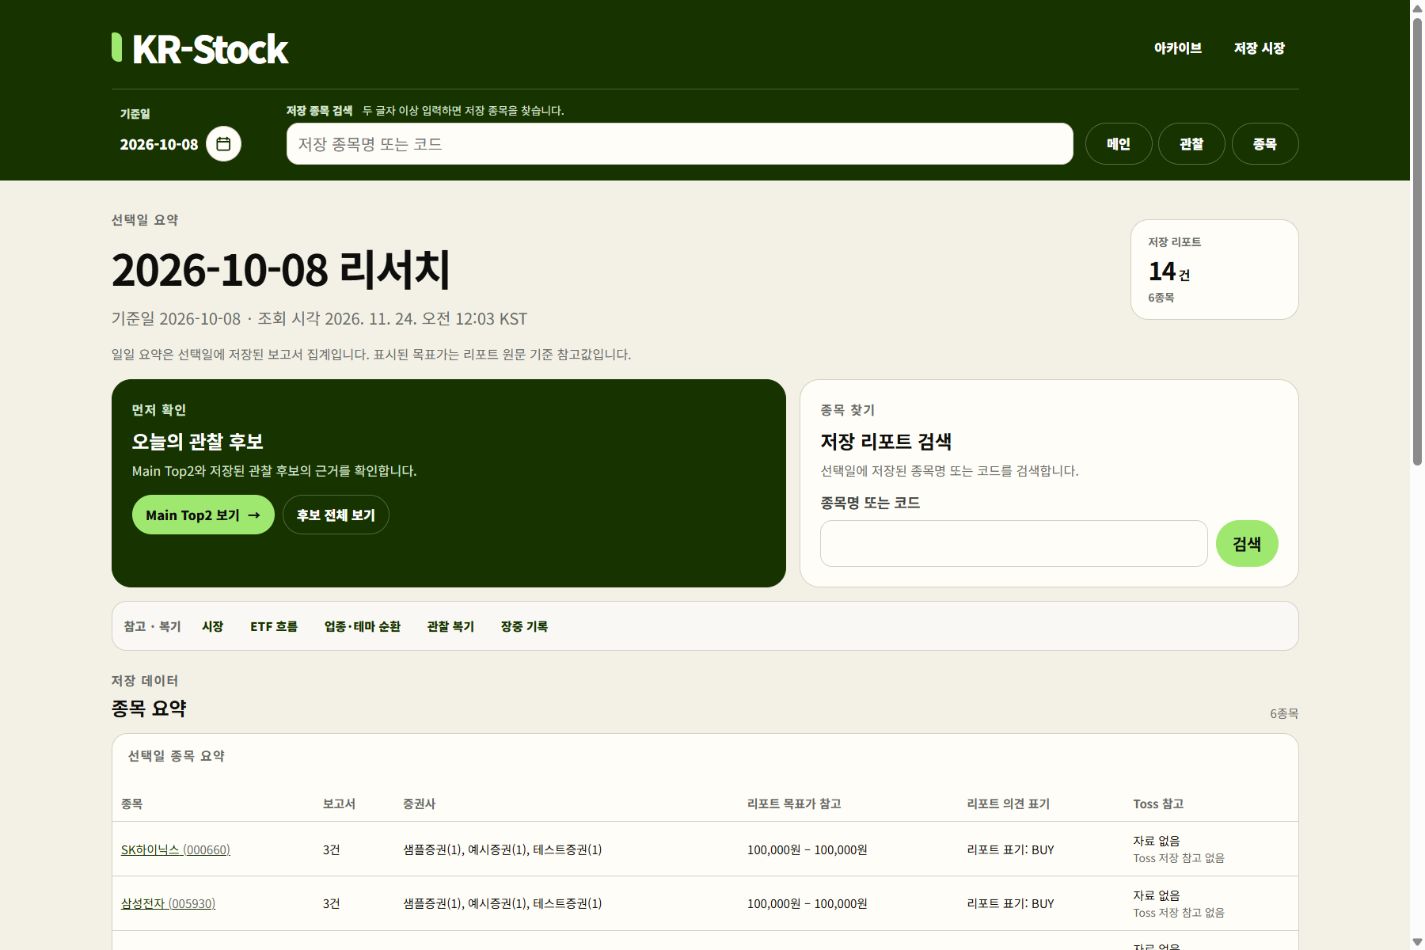 KR-Stock
아카이브
저장 시장
기준일
2026-10-08
저장 종목 검색 두 글자 이상 입력하면 저장 종목을 찾습니다.
저장 종목명 또는 코드
메인
관찰
종목
선택일 요약
2026-10-08 리서치
기준일 2026-10-08 · 조회 시각 2026. 11. 24. 오전 12:03 KST
일일 요약은 선택일에 저장된 보고서 집계입니다. 표시된 목표가는 리포트 원문 기준 참고값입니다.
저장 리포트
14건
6종목
먼저 확인
오늘의 관찰 후보
Main Top2와 저장된 관찰 후보의 근거를 확인합니다.
Main Top2 보기 →
후보 전체 보기
종목 찾기
저장 리포트 검색
선택일에 저장된 종목명 또는 코드를 검색합니다.
종목명 또는 코드
검색
참고 · 복기 시장 ETF 흐름 업종·테마 순환 관찰 복기 장중 기록
저장 데이터
종목 요약
6종목
선택일 종목 요약
종목 보고서 증권사 리포트 목표가 참고 리포트 의견 표기 Toss 참고
SK하이닉스 (000660) 3건 샘플증권(1), 예시증권(1), 테스트증권(1) 100,000원 ~ 100,000원 리포트 표기: BUY 자료 없음
Toss 저장 참고 없음
삼성전자 (005930) 3건 샘플증권(1), 예시증권(1), 테스트증권(1) 100,000원 ~ 100,000원 리포트 표기: BUY 자료 없음
Toss 저장 참고 없음
자료 없음